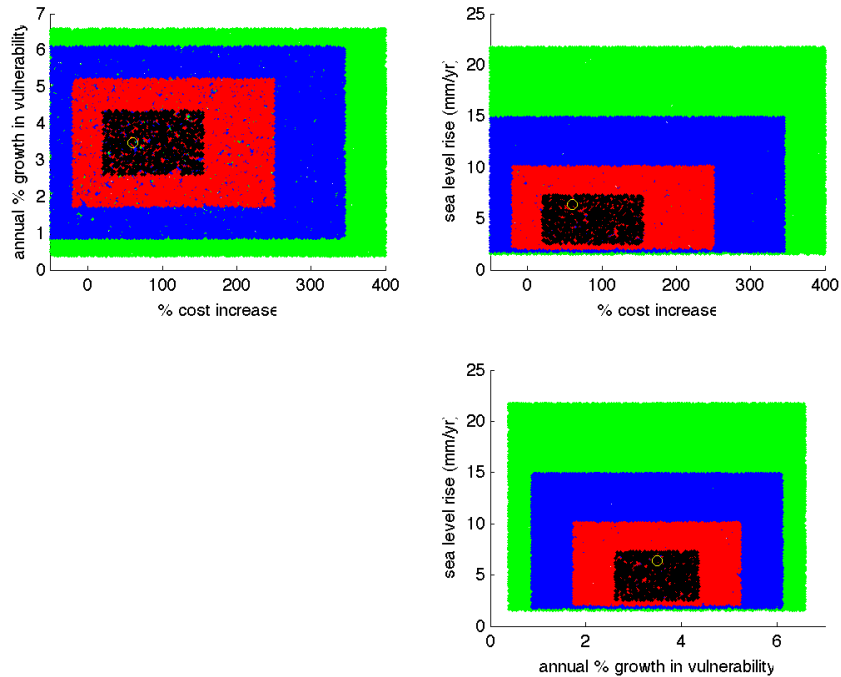 7
6
5
4
3
2
1
0
0 100 200 300 400
annual % growth in vulnerability
% cost increase
25
20
15
10
5
0
0 100 200 300 400
sea level rise (mm/yr)
% cost increase
25
20
15
10
5
0
0 2 4 6
sea level rise (mm/yr)
annual % growth in vulnerability